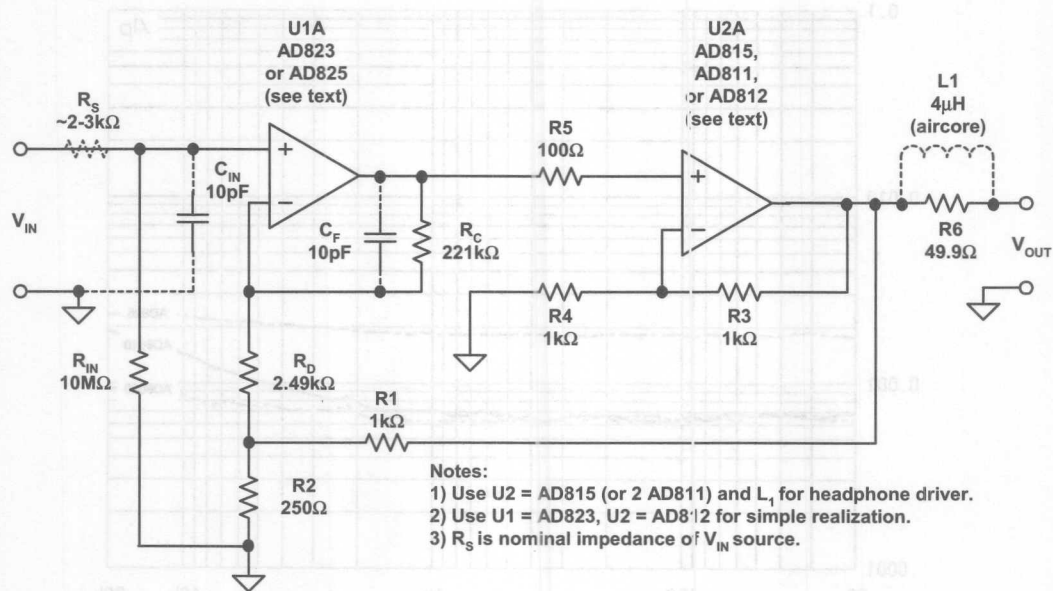 U1A
AD823
or AD825
(see text)
U2A
AD815,
AD811,
or AD812
(see text)
L1
4µH
(aircore)
RS
~2-3kΩ
R5
100Ω
CIN
10pF
VIN
CF
10pF
RC
221kΩ
R6
49.9Ω
VOUT
R4
1kΩ
R3
1kΩ
RIN
10MΩ
RD
2.49kΩ
R1
1kΩ
R2
250Ω
Notes:
1) Use U2 = AD815 (or 2 AD811) and L1 for headphone driver.
2) Use U1 = AD823, U2 = AD812 for simple realization.
3) RS is nominal impedance of VIN source.